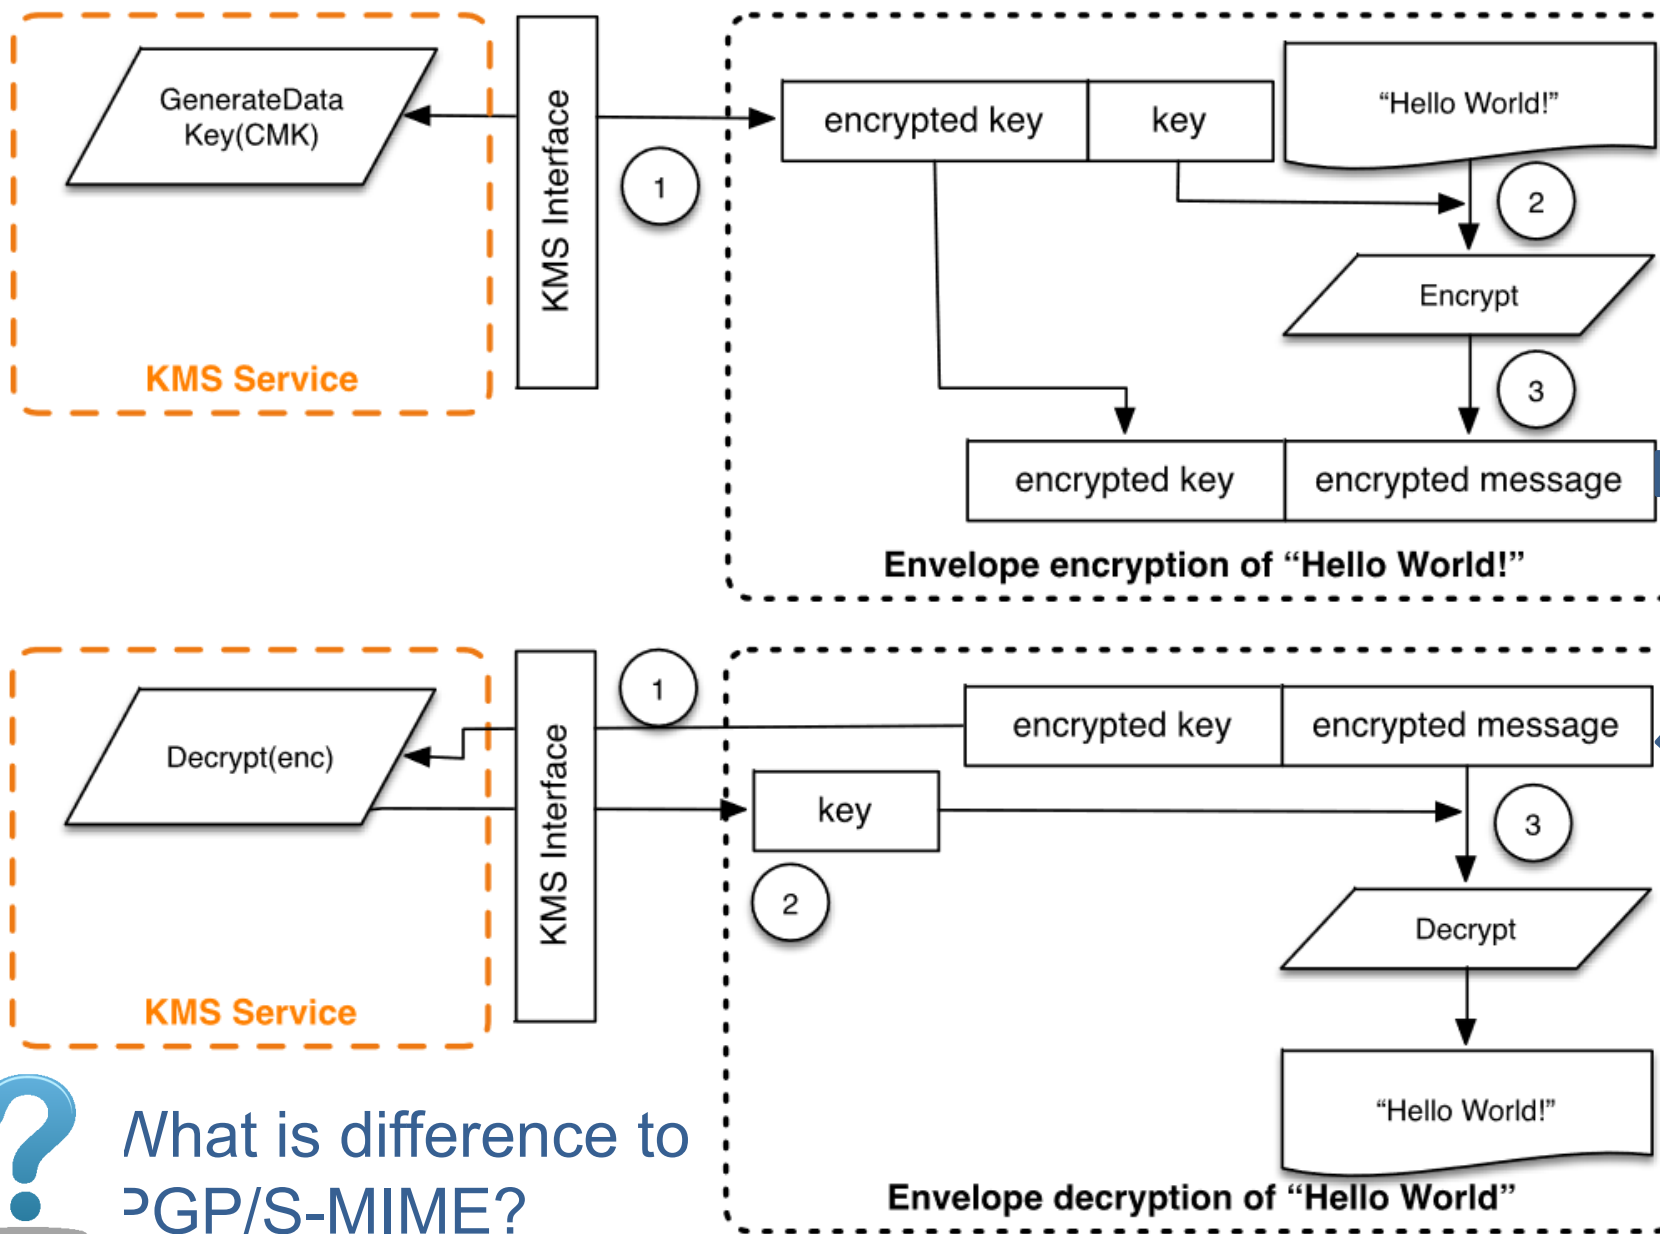 GenerateData
Key(CMK)
KMS Service
KMS Interface
1
encrypted key
key
“Hello World!”
2
Encrypt
3
encrypted key
encrypted message
Envelope encryption of “Hello World!”
Decrypt(enc)
KMS Service
KMS Interface
1
encrypted key
encrypted message
key
2
3
Decrypt
“Hello World!”
Envelope decryption of “Hello World”
What is difference to
PGP/S-MIME?